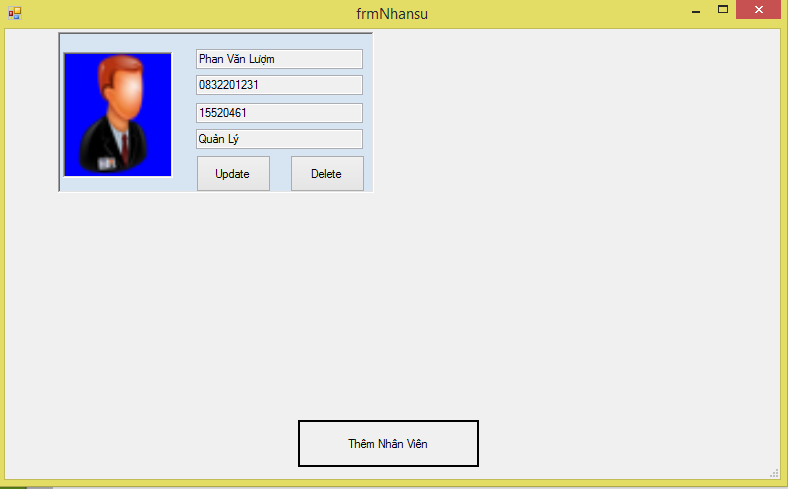 frmNhansu
Phan Văn Lượm
0832201231
15520461
Quản Lý
Update
Delete
Thêm Nhân Viên